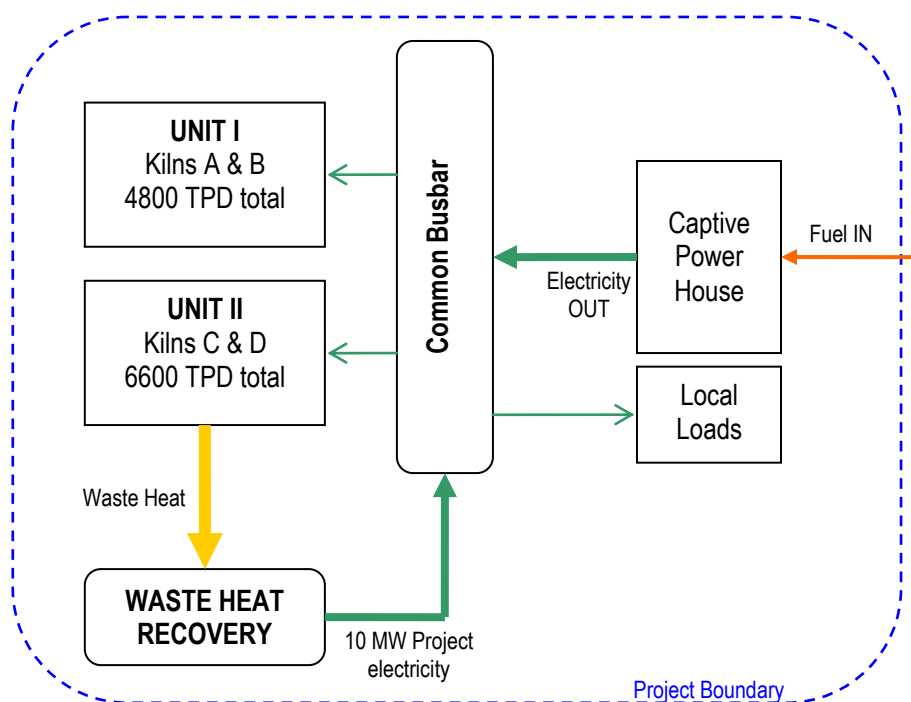 UNIT I
Kilns A & B
4800 TPD total
Common Busbar
Captive
Power
House
Fuel IN
Electricity
OUT
UNIT II
Kilns C & D
6600 TPD total
Local
Loads
Waste Heat
WASTE HEAT
RECOVERY
10 MW Project
electricity
Project Boundary